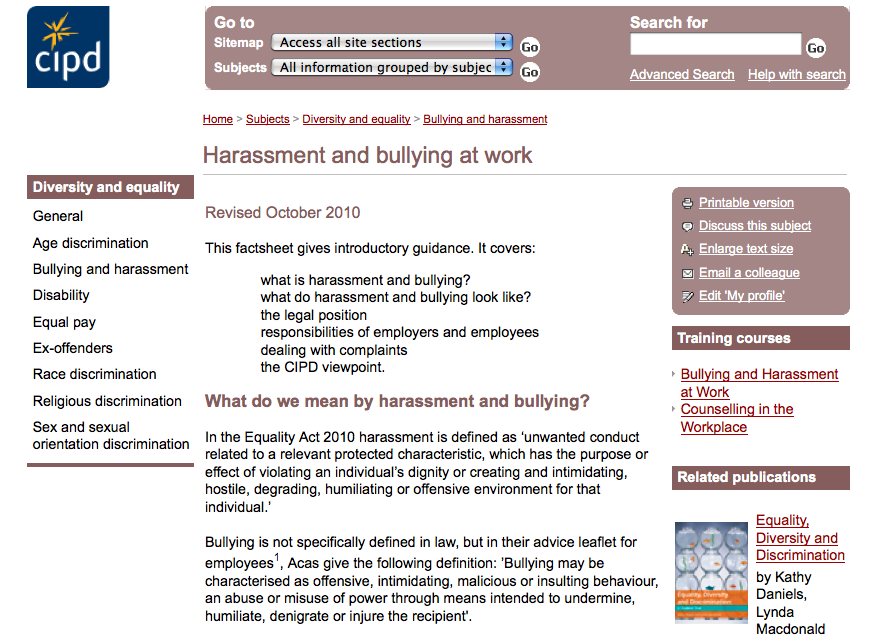 cipd
Go to
Sitemap Access all site sections Go
Subjects All information grouped by subjec Go
Search for
Go
Advanced Search Help with search
Home > Subjects > Diversity and equality > Bullying and harassment
Harassment and bullying at work
Diversity and equality
General
Age discrimination
Bullying and harassment
Disability
Equal pay
Ex-offenders
Race discrimination
Religious discrimination
Sex and sexual
orientation discrimination
Revised October 2010
This factsheet gives introductory guidance. It covers:
what is harassment and bullying?
what do harassment and bullying look like?
the legal position
responsibilities of employers and employees
dealing with complaints
the CIPD viewpoint.
What do we mean by harassment and bullying?
In the Equality Act 2010 harassment is defined as ‘unwanted conduct
related to a relevant protected characteristic, which has the purpose or
effect of violating an individual’s dignity or creating and intimidating,
hostile, degrading, humiliating or offensive environment for that
individual.’
Bullying is not specifically defined in law, but in their advice leaflet for
employees1, Acas give the following definition: 'Bullying may be
characterised as offensive, intimidating, malicious or insulting behaviour,
an abuse or misuse of power through means intended to undermine,
humiliate, denigrate or injure the recipient'.
Printable version
Discuss this subject
Enlarge text size
Email a colleague
Edit 'My profile'
Training courses
Bullying and Harassment
at Work
Counselling in the
Workplace
Related publications
Equality, Diversity
and Discrimination
Equality,
Diversity and
Discrimination
by Kathy
Daniels,
Lynda
Macdonald